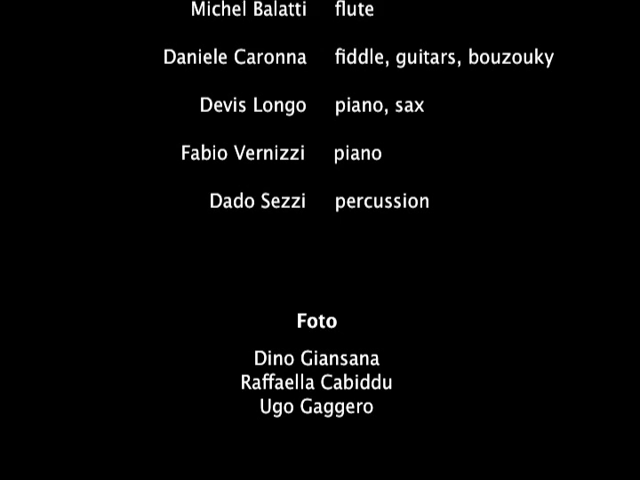 Michel Balatti flute
Daniele Caronna fiddle, guitars, bouzouky
Devis Longo piano, sax
Fabio Vernizzi piano
Dado Sezzi percussion
Foto
Dino Giansana
Raffaella Cabiddu
Ugo Gaggero